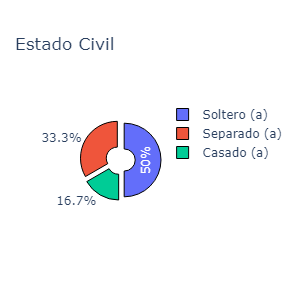 Estado Civil
Soltero (a)
Separado (a)
Casado (a)
33.3%
50%
16.7%